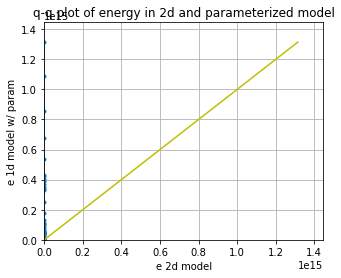 q-q plot of energy in 2d and parameterized model
1e15
1.4
1.2
1.0
0.8
0.6
0.4
0.2
0.0
e 1d model w/ param
0.0 0.2 0.4 0.6 0.8 1.0 1.2 1.4
1e15
e 2d model